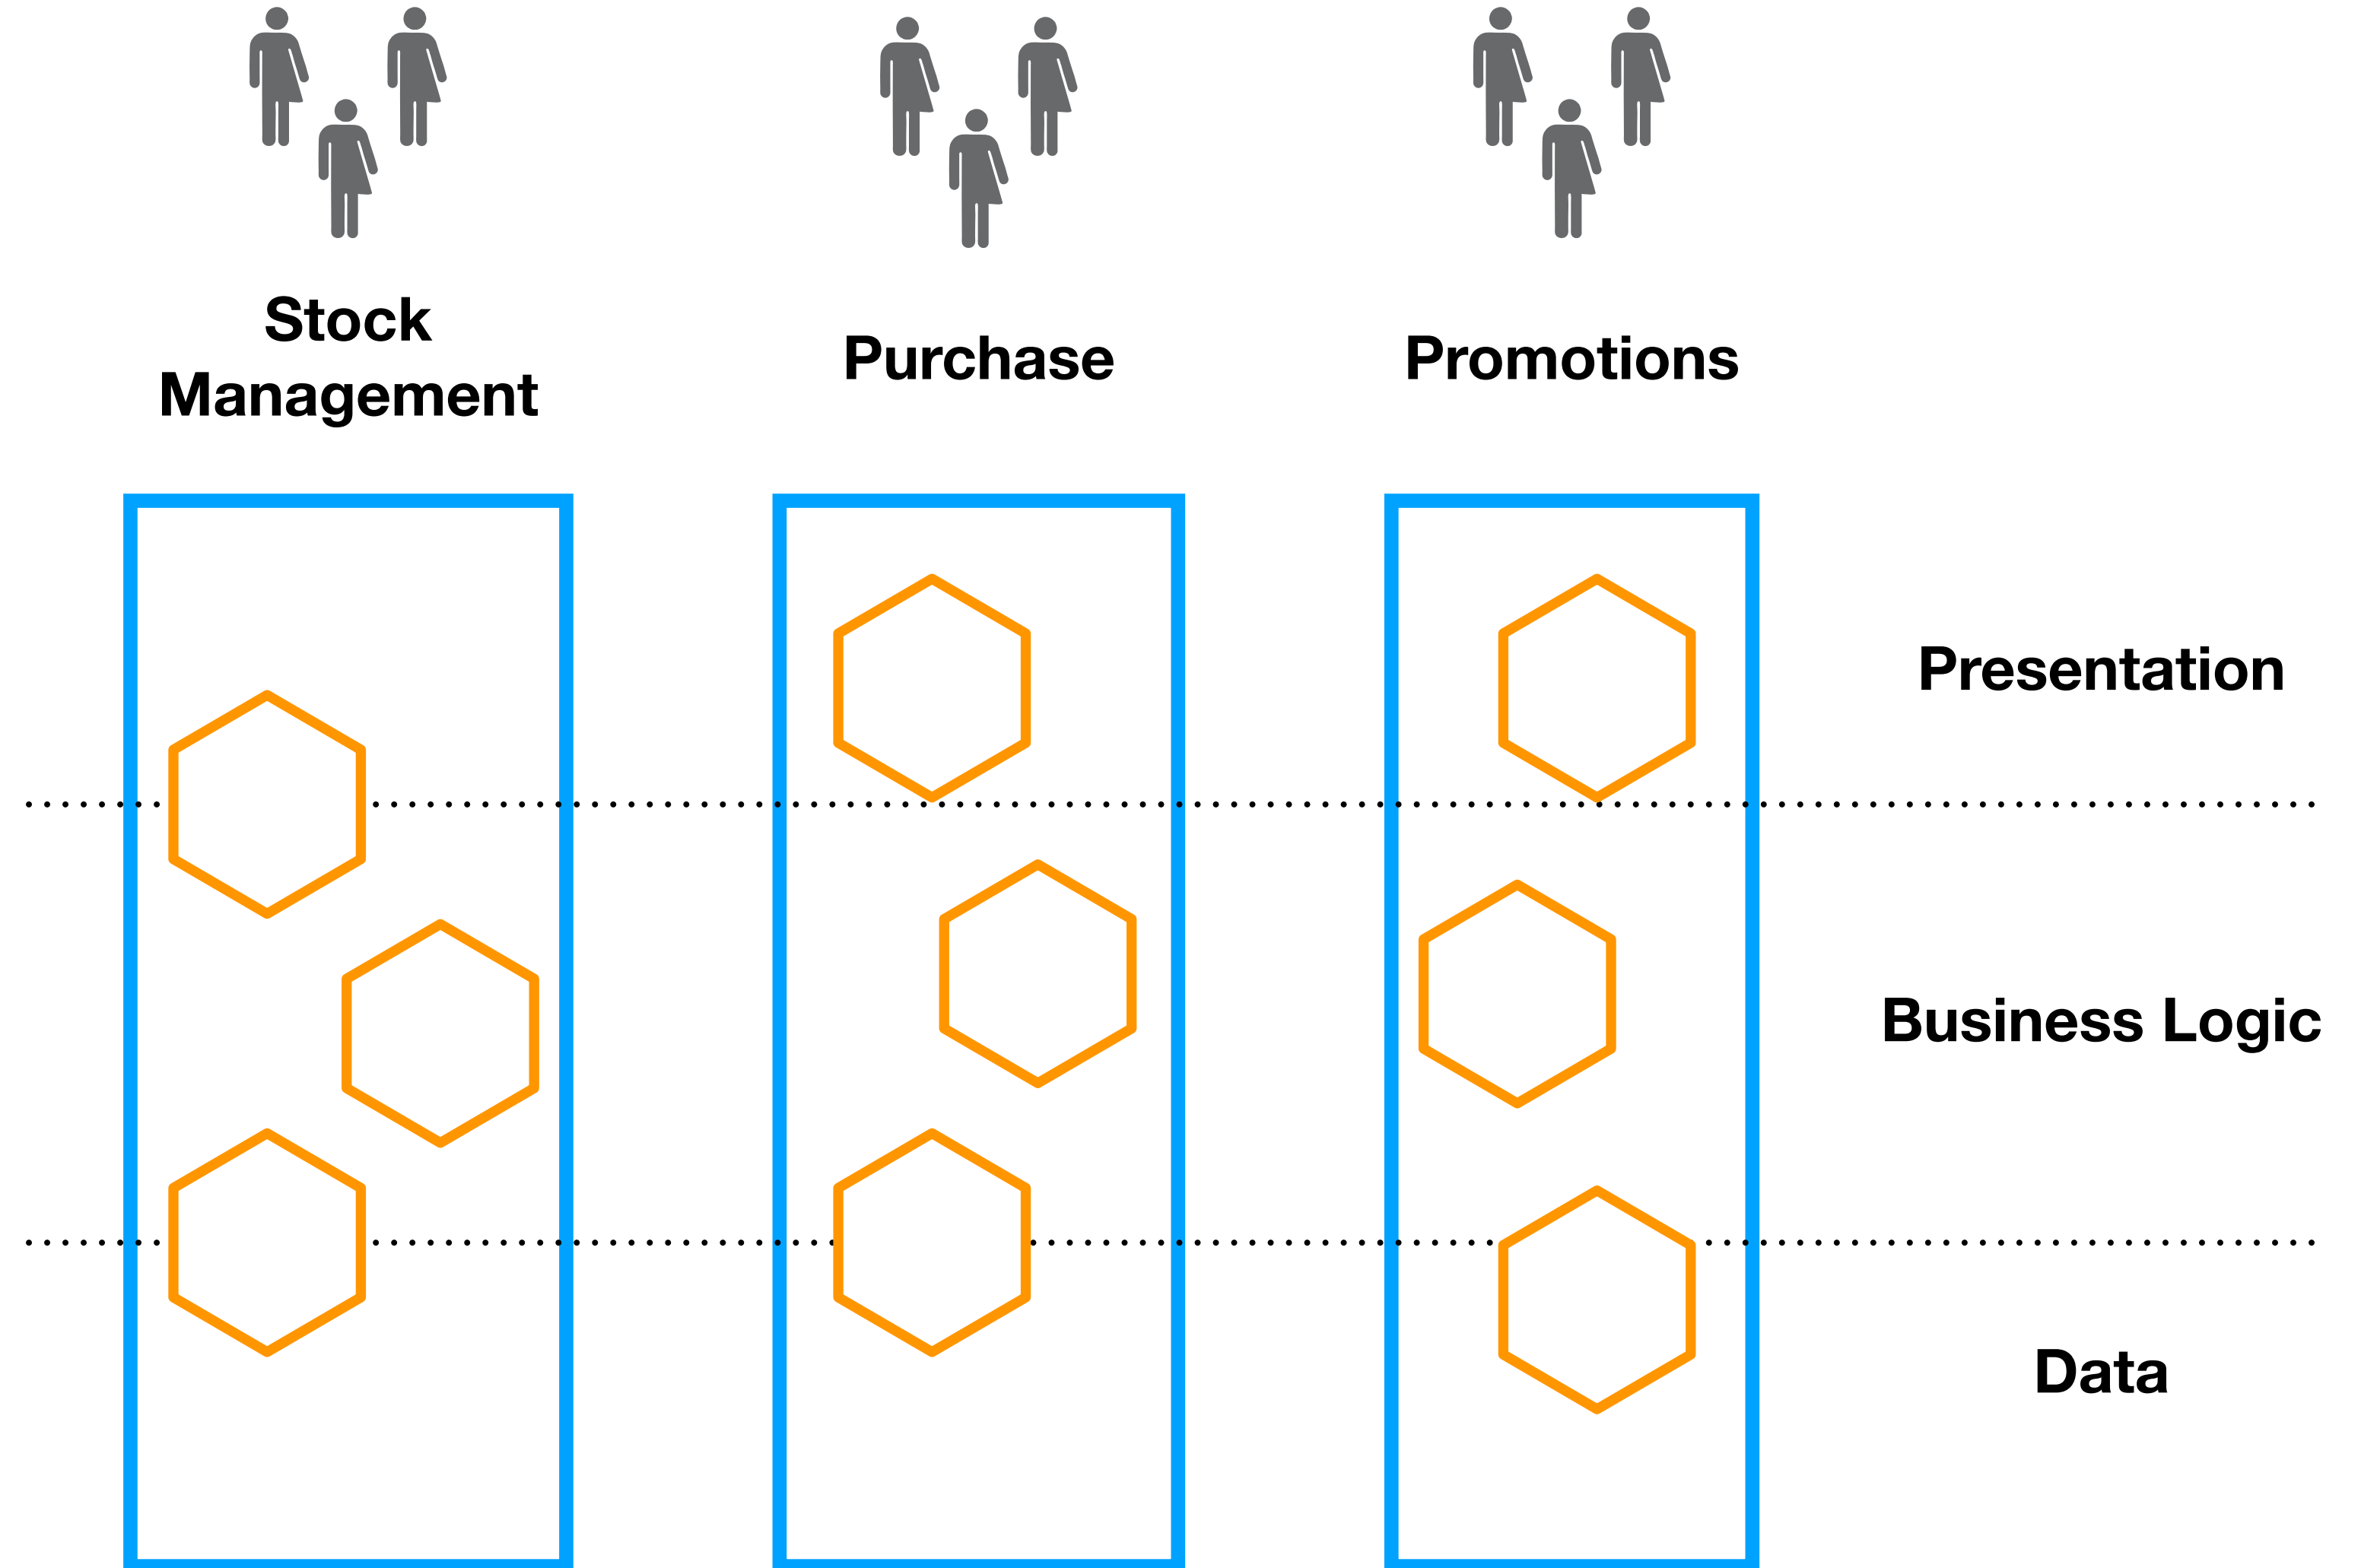 Stock
Management
Purchase
Promotions
Presentation
Business Logic
Data